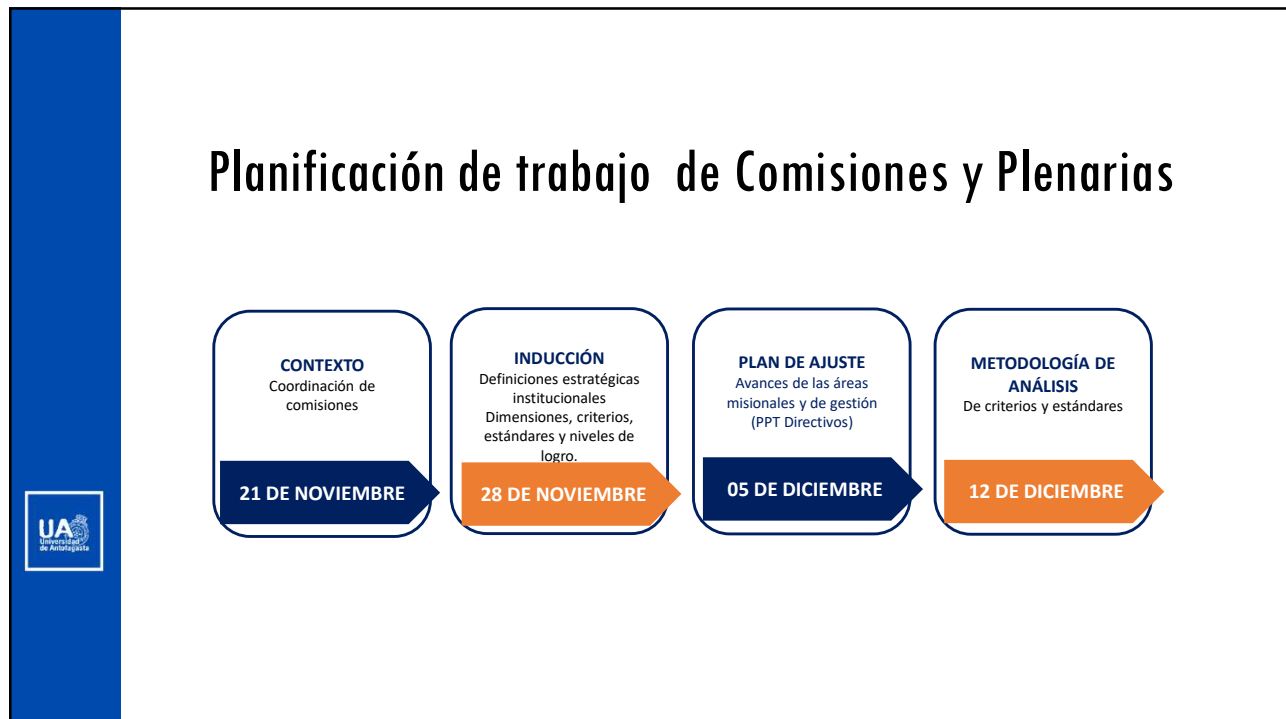 Planificación de trabajo de Comisiones y Plenarias
CONTEXTO
Coordinación de
comisiones
21 DE NOVIEMBRE
INDUCCIÓN
Definiciones estratégicas
institucionales
Dimensiones, criterios,
estándares y niveles de
logro.
28 DE NOVIEMBRE
PLAN DE AJUSTE
Avances de las áreas
misionales y de gestión
(PPT Directivos)
05 DE DICIEMBRE
METODOLOGÍA DE
ANÁLISIS
De criterios y estándares
12 DE DICIEMBRE
UA
Universidad
de Antofagasta